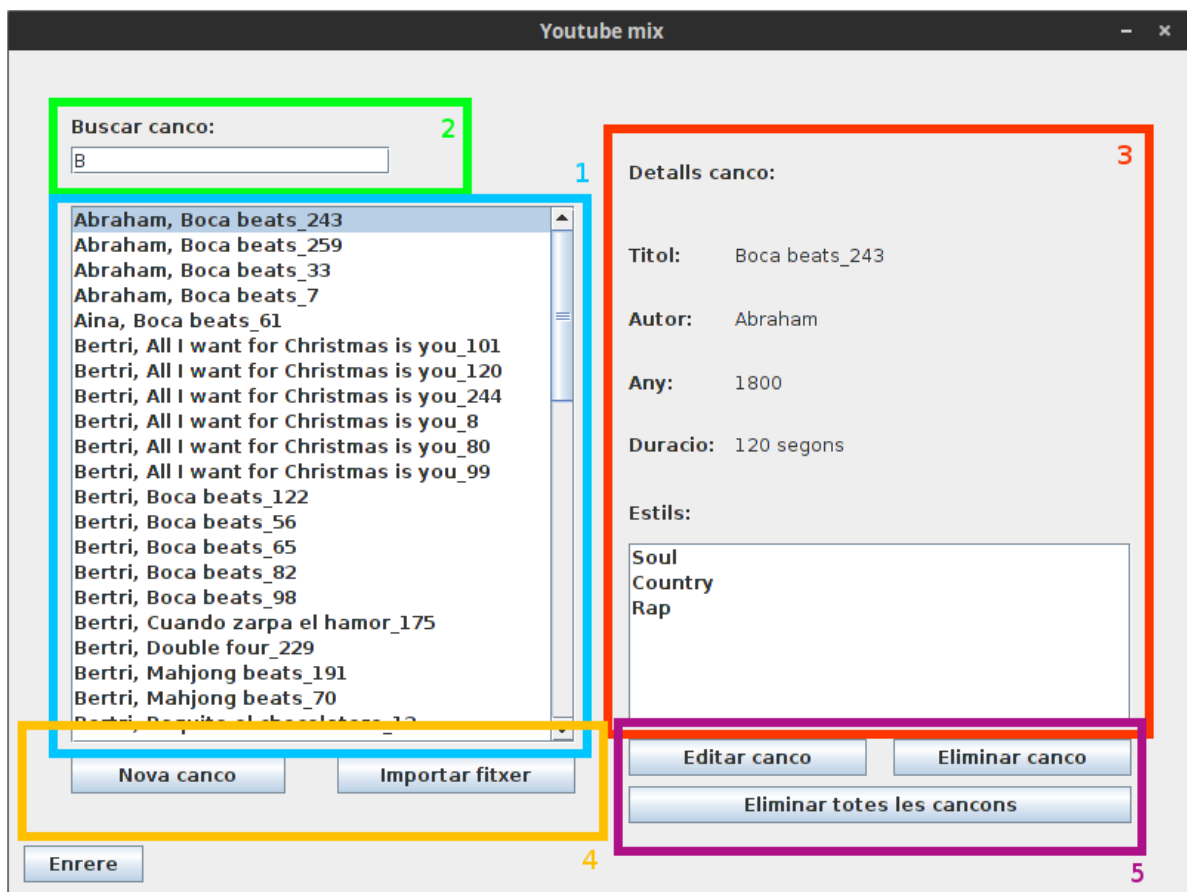 Youtube mix
Buscar canco:
2
B
1
Abraham, Boca beats_243
Abraham, Boca beats_259
Abraham, Boca beats_33
Abraham, Boca beats_7
Aina, Boca beats_61
Bertri, All I want for Christmas is you_101
Bertri, All I want for Christmas is you_120
Bertri, All I want for Christmas is you_244
Bertri, All I want for Christmas is you_8
Bertri, All I want for Christmas is you_80
Bertri, All I want for Christmas is you_99
Bertri, Boca beats_122
Bertri, Boca beats_56
Bertri, Boca beats_65
Bertri, Boca beats_82
Bertri, Boca beats_98
Bertri, Cuando zarpa el hamor_175
Bertri, Double four_229
Bertri, Mahjong beats_191
Bertri, Mahjong beats_70
Nova canco
Importar fitxer
4
Enrere
3
Detalls canco:
Titol: Boca beats_243
Autor: Abraham
Any: 1800
Duracio: 120 segons
Estils:
Soul
Country
Rap
Editar canco
Eliminar canco
Eliminar totes les cancons
5